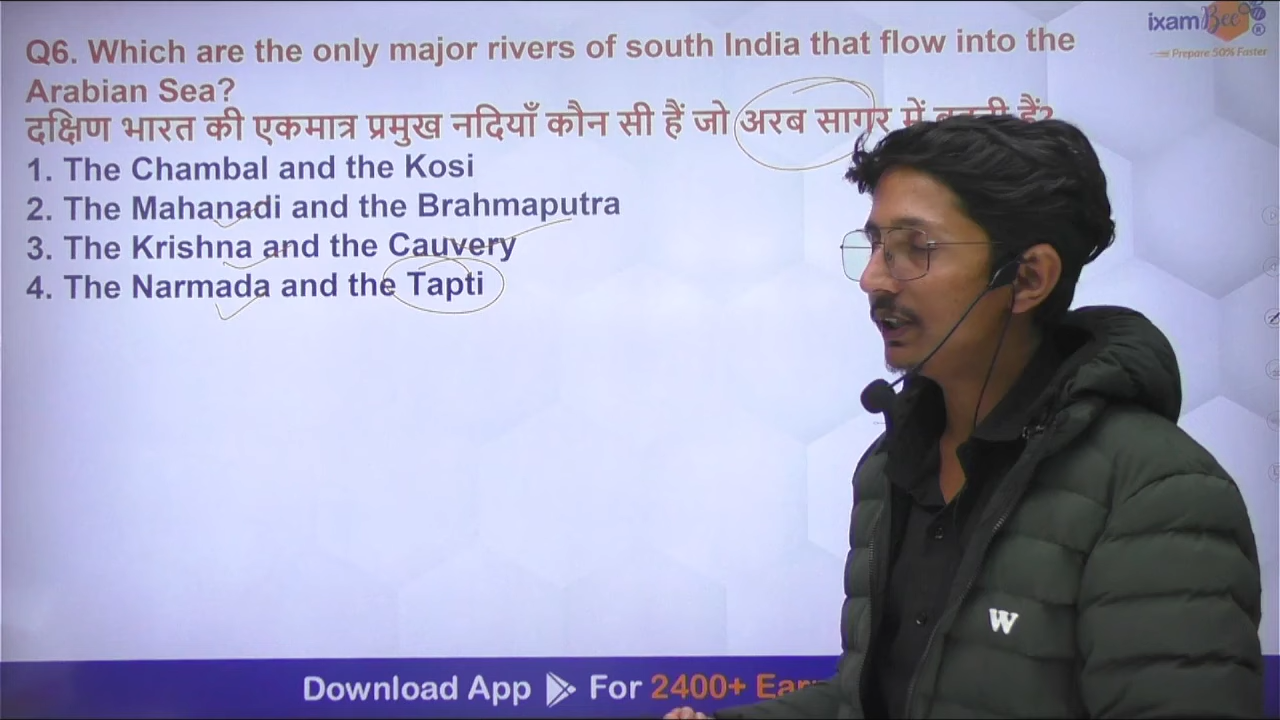 ixamBee
Prepare 50% Faster
Q6. Which are the only major rivers of south India that flow into the
Arabian Sea?
दक्षिण भारत की एकमात्र प्रमुख नदियाँ कौन सी हैं जो अरब सागर में बहती हैं?
1. The Chambal and the Kosi
2. The Mahanadi and the Brahmaputra
3. The Krishna and the Cauvery
4. The Narmada and the Tapti
W
Download App For 2400+